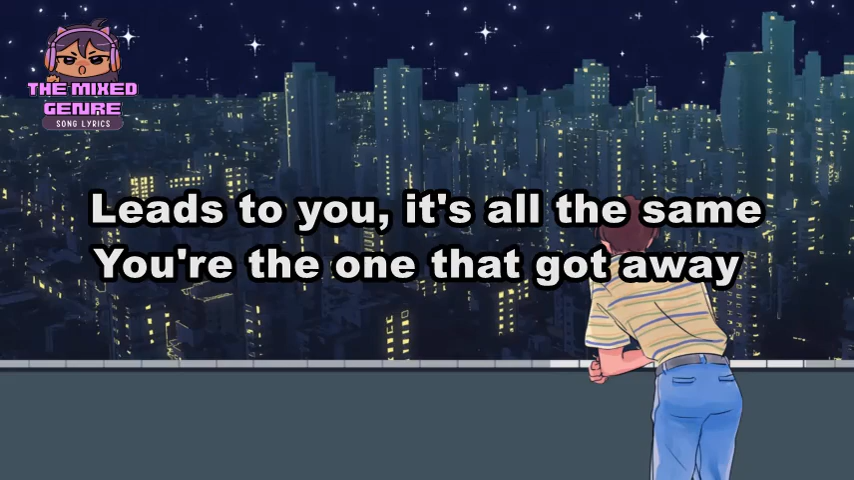 THE MIXED
GENRE
SONG LYRICS
Leads to you, it's all the same
You're the one that got away